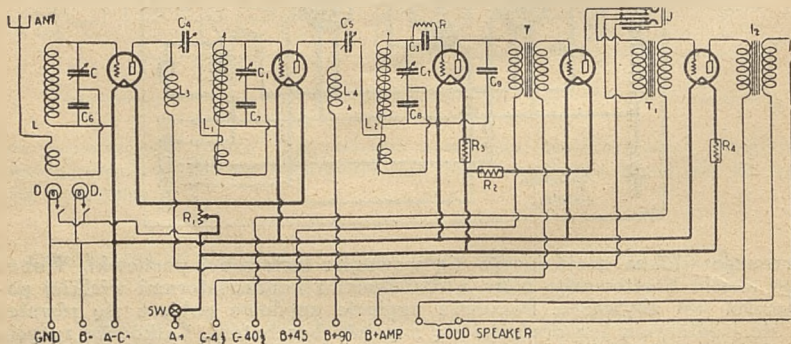 ANT. C4 C5 R J
C C1 C3 C2 C9 T T1 T2
L3 L4
C6 C7 C8
L L1 L2 R3 R2 R4
D D.
R1
SW.
GND B- A-C+ A+ C-4½ C-40½ B+45 B+90 B+AMP. LOUD SPEAKER